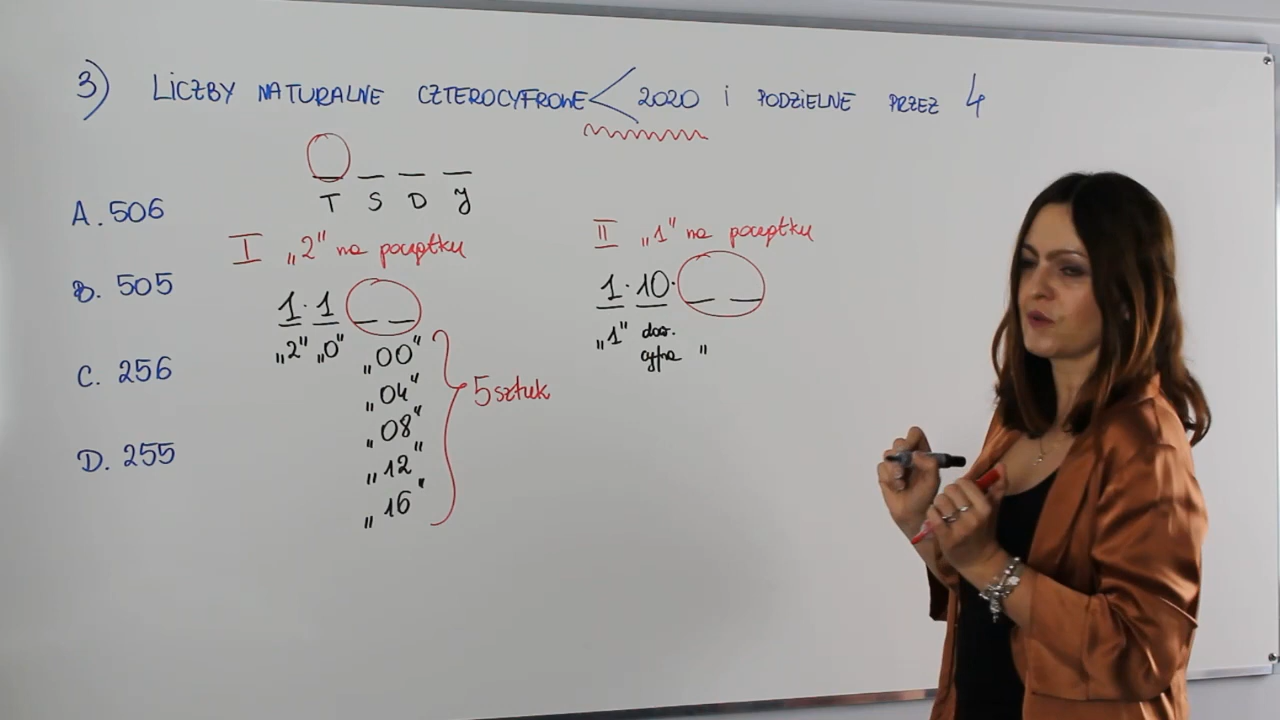 3) LICZBY NATURALNE CZTEROCYFROWE < 2020 i PODZIELNE PRZEZ 4
_ _ _ _
T S D J
A. 506
B. 505
C. 256
D. 255
I „2" na początku
1 · 1 _ _
„2" „0"
„00"
„04"
„08"
„12"
„16"
5 sztuk
II „1" na początku
1 · 10 · _ _
„1" dow.
cyfra "